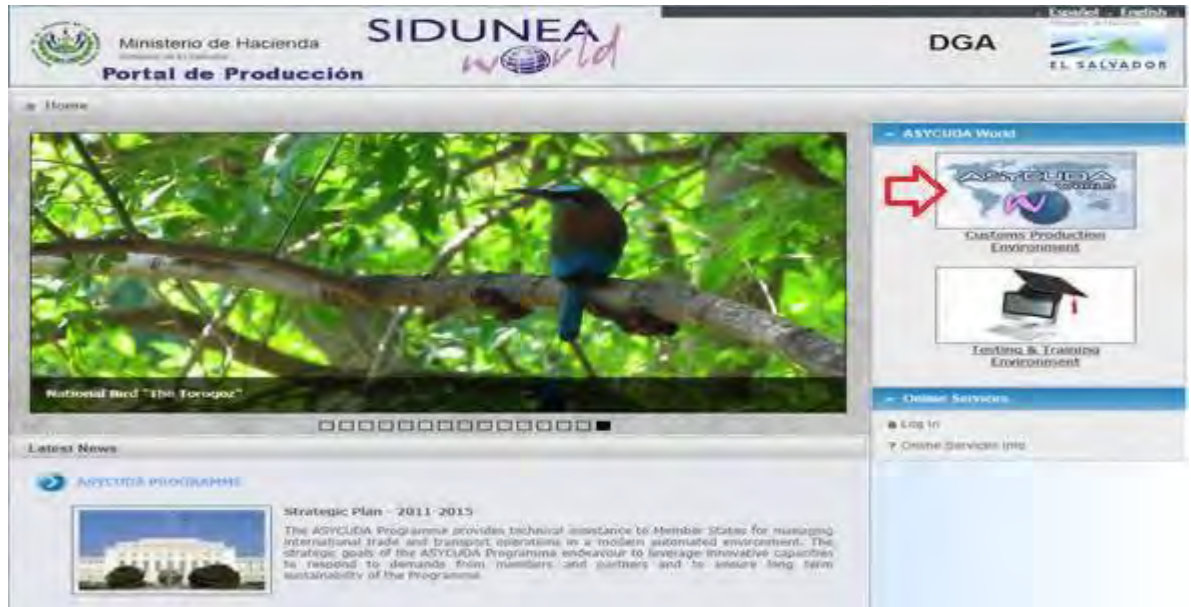 Español - English
Ministerio de Hacienda
Portal de Producción
SIDUNEA
world
DGA
EL SALVADOR
Home
ASYCUDA World
ASYCUDA
WORLD
Customs Production
Environment
Testing & Training
Environment
National Bird "The Torogoz"
Online Services
Log In
? Online Services Info
Latest News
ASYCUDA PROGRAMME
Strategic Plan - 2011-2015
The ASYCUDA Programme provides technical assistance to Member States for managing
international trade and transport operations in a modern automated environment. The
strategic goals of the ASYCUDA Programme endeavour to leverage innovative capacities
to respond to demands from members and partners and to ensure long term
sustainability of the Programme.